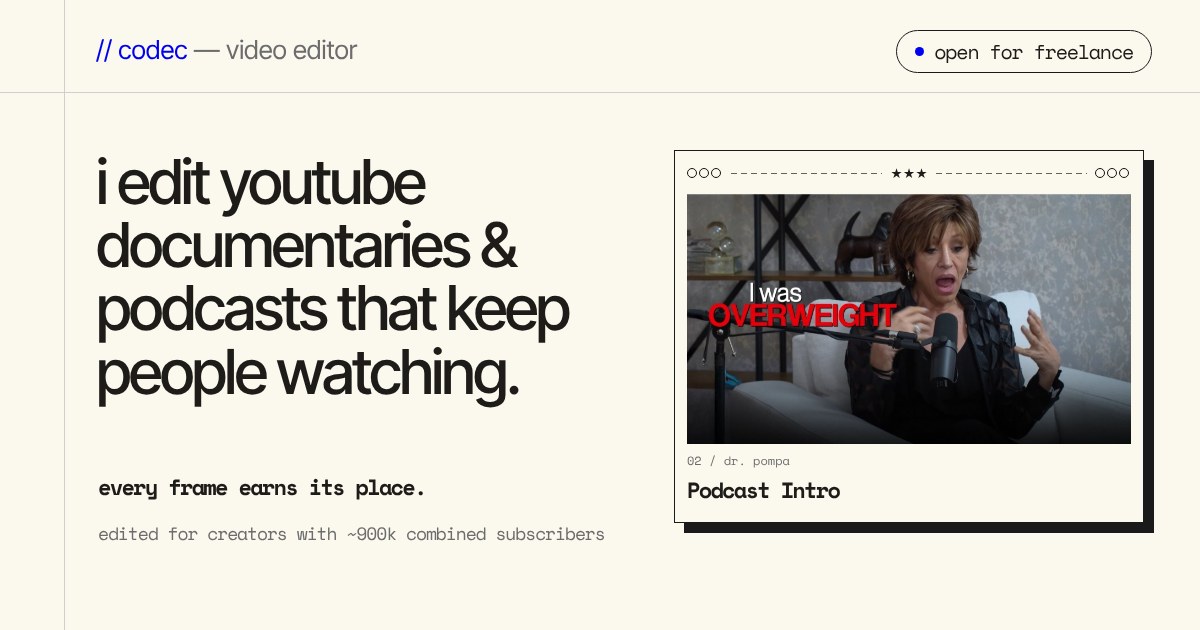 // codec — video editor
open for freelance
i edit youtube
documentaries &
podcasts that keep
people watching.
every frame earns its place.
edited for creators with ~900k combined subscribers
I was
OVERWEIGHT
02 / dr. pompa
Podcast Intro